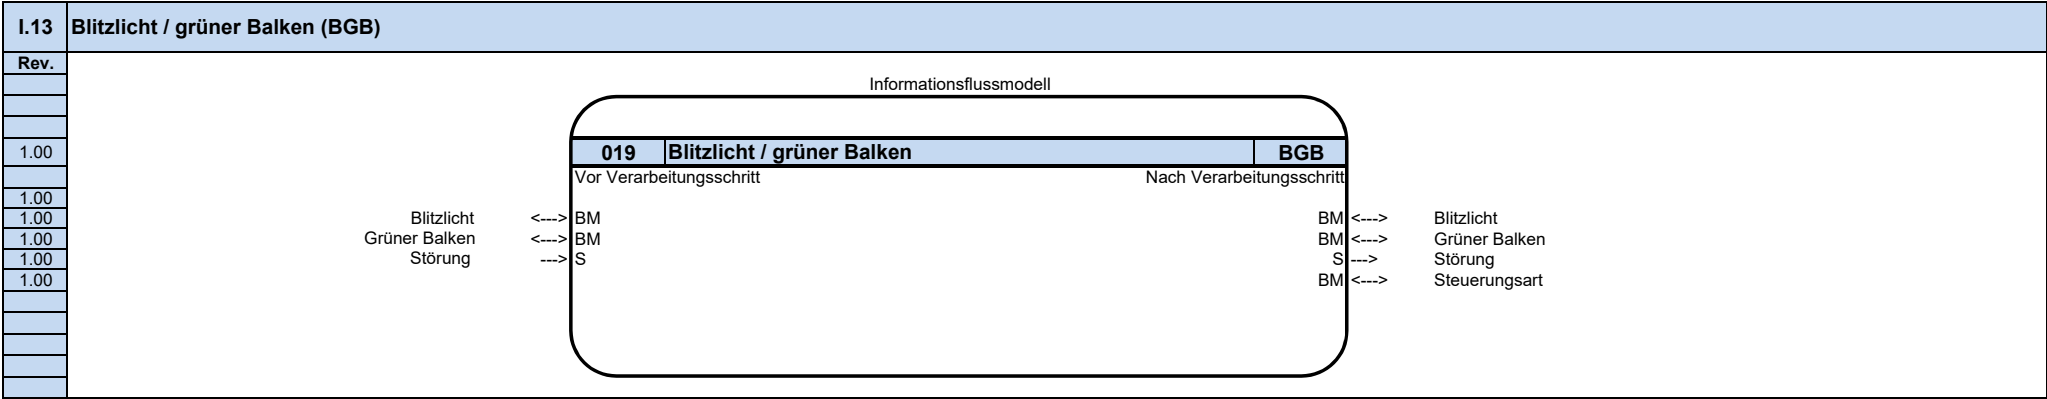 I.13 Blitzlicht / grüner Balken (BGB)
Rev.
Informationsflussmodell
1.00 019 Blitzlicht / grüner Balken BGB
Vor Verarbeitungsschritt Nach Verarbeitungsschritt
1.00
1.00 Blitzlicht <---> BM BM <---> Blitzlicht
1.00 Grüner Balken <---> BM BM <---> Grüner Balken
1.00 Störung ---> S S ---> Störung
1.00 BM <---> Steuerungsart